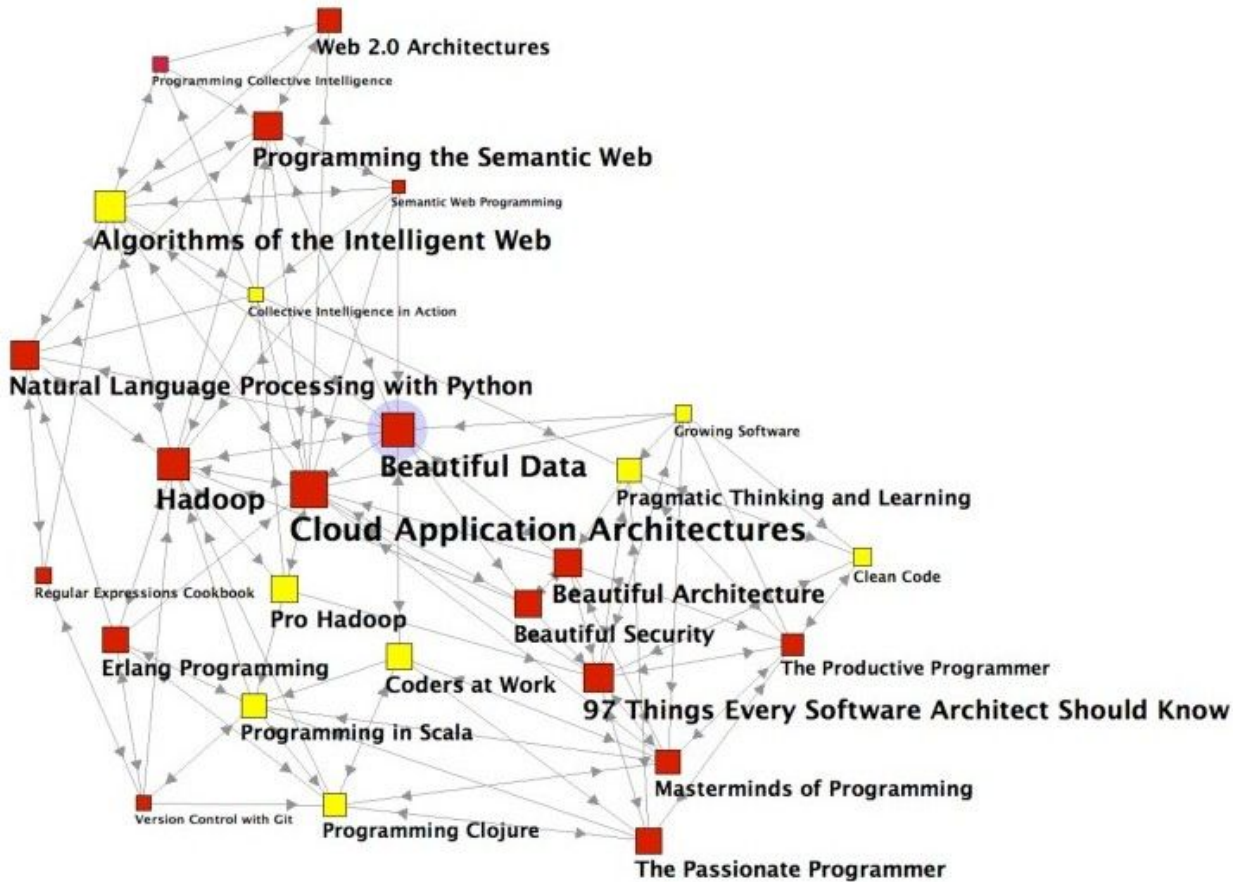 Web 2.0 Architectures
Programming Collective Intelligence
Programming the Semantic Web
Semantic Web Programming
Algorithms of the Intelligent Web
Collective Intelligence in Action
Natural Language Processing with Python
Growing Software
Beautiful Data
Hadoop
Pragmatic Thinking and Learning
Cloud Application Architectures
Clean Code
Regular Expressions Cookbook
Beautiful Architecture
Pro Hadoop
Beautiful Security
Erlang Programming
The Productive Programmer
Coders at Work
97 Things Every Software Architect Should Know
Programming in Scala
Masterminds of Programming
Version Control with Git
Programming Clojure
The Passionate Programmer